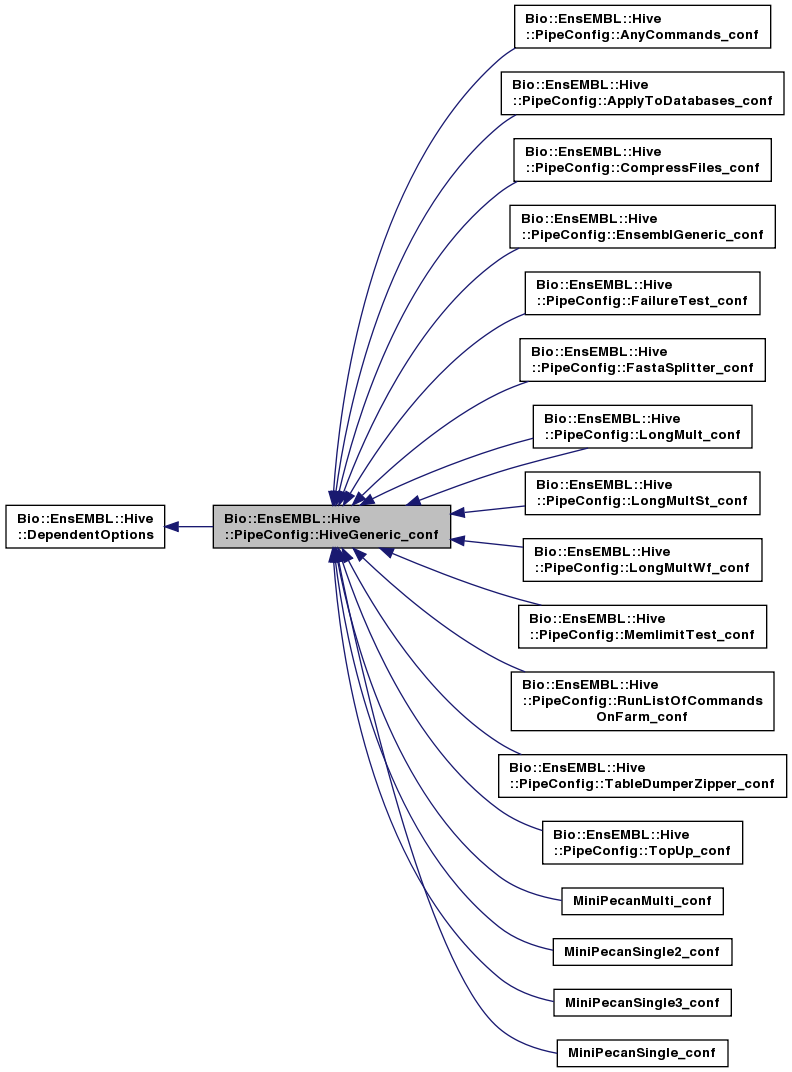 Bio::EnsEMBL::Hive
::PipeConfig::AnyCommands_conf
Bio::EnsEMBL::Hive
::PipeConfig::ApplyToDatabases_conf
Bio::EnsEMBL::Hive
::PipeConfig::CompressFiles_conf
Bio::EnsEMBL::Hive
::PipeConfig::EnsemblGeneric_conf
Bio::EnsEMBL::Hive
::PipeConfig::FailureTest_conf
Bio::EnsEMBL::Hive
::PipeConfig::FastaSplitter_conf
Bio::EnsEMBL::Hive
::PipeConfig::LongMult_conf
Bio::EnsEMBL::Hive
::PipeConfig::LongMultSt_conf
Bio::EnsEMBL::Hive
::DependentOptions
Bio::EnsEMBL::Hive
::PipeConfig::HiveGeneric_conf
Bio::EnsEMBL::Hive
::PipeConfig::LongMultWf_conf
Bio::EnsEMBL::Hive
::PipeConfig::MemlimitTest_conf
Bio::EnsEMBL::Hive
::PipeConfig::RunListOfCommands
OnFarm_conf
Bio::EnsEMBL::Hive
::PipeConfig::TableDumperZipper_conf
Bio::EnsEMBL::Hive
::PipeConfig::TopUp_conf
MiniPecanMulti_conf
MiniPecanSingle2_conf
MiniPecanSingle3_conf
MiniPecanSingle_conf